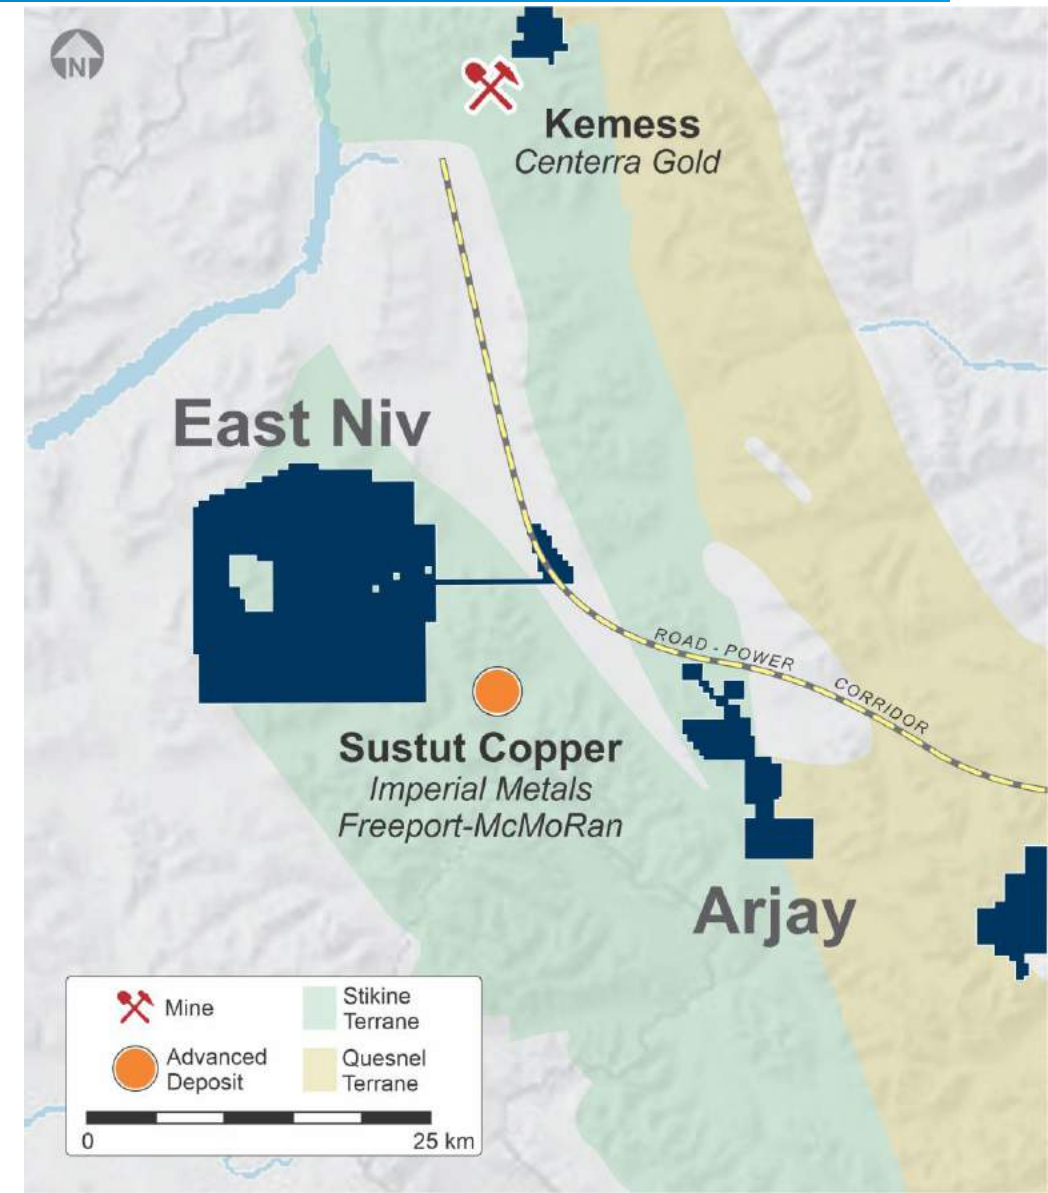 N
Kemess
Centerra Gold
East Niv
ROAD - POWER
CORRIDOR
Sustut Copper
Imperial Metals
Freeport-McMoRan
Arjay
Mine
Stikine
Terrane
Advanced
Deposit
Quesnel
Terrane
0
25 km